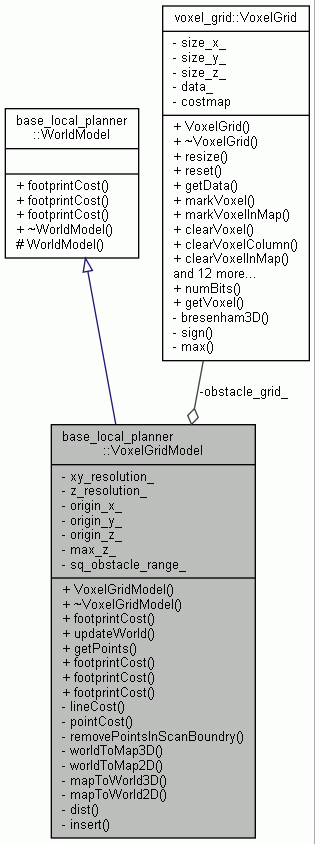 voxel_grid::VoxelGrid
- size_x_
- size_y_
- size_z_
- data_
- costmap
+ VoxelGrid()
+ ~VoxelGrid()
+ resize()
+ reset()
+ getData()
+ markVoxel()
+ markVoxelInMap()
+ clearVoxel()
+ clearVoxelColumn()
+ clearVoxelInMap()
and 12 more...
+ numBits()
+ getVoxel()
- bresenham3D()
- sign()
- max()
base_local_planner
::WorldModel
+ footprintCost()
+ footprintCost()
+ footprintCost()
+ ~WorldModel()
# WorldModel()
-obstacle_grid_
base_local_planner
::VoxelGridModel
- xy_resolution_
- z_resolution_
- origin_x_
- origin_y_
- origin_z_
- max_z_
- sq_obstacle_range_
+ VoxelGridModel()
+ ~VoxelGridModel()
+ footprintCost()
+ updateWorld()
+ getPoints()
+ footprintCost()
+ footprintCost()
+ footprintCost()
- lineCost()
- pointCost()
- removePointsInScanBoundry()
- worldToMap3D()
- worldToMap2D()
- mapToWorld3D()
- mapToWorld2D()
- dist()
- insert()